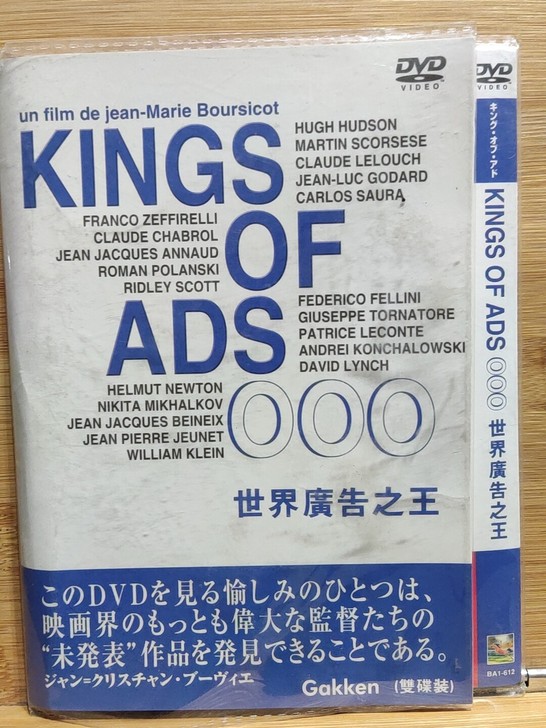 DVD
VIDEO
un film de jean-Marie Boursicot
KINGS
HUGH HUDSON
MARTIN SCORSESE
CLAUDE LELOUCH
JEAN-LUC GODARD
CARLOS SAURA
FRANCO ZEFFIRELLI
CLAUDE CHABROL
JEAN JACQUES ANNAUD
ROMAN POLANSKI
RIDLEY SCOTT
OF
ADS
FEDERICO FELLINI
GIUSEPPE TORNATORE
PATRICE LECONTE
ANDREI KONCHALOWSKI
DAVID LYNCH
HELMUT NEWTON
NIKITA MIKHALKOV
JEAN JACQUES BEINEIX
JEAN PIERRE JEUNET
WILLIAM KLEIN
000
世界廣告之王
このDVDを見る愉しみのひとつは、
映画界のもっとも偉大な監督たちの
“未発表”作品を発見できることである。
ジャン=クリスチャン・ブーヴィエ
Gakken (雙碟裝)
DVD
VIDEO
キング・オブ・アド
KINGS OF ADS 000 世界廣告之王
BA1-612